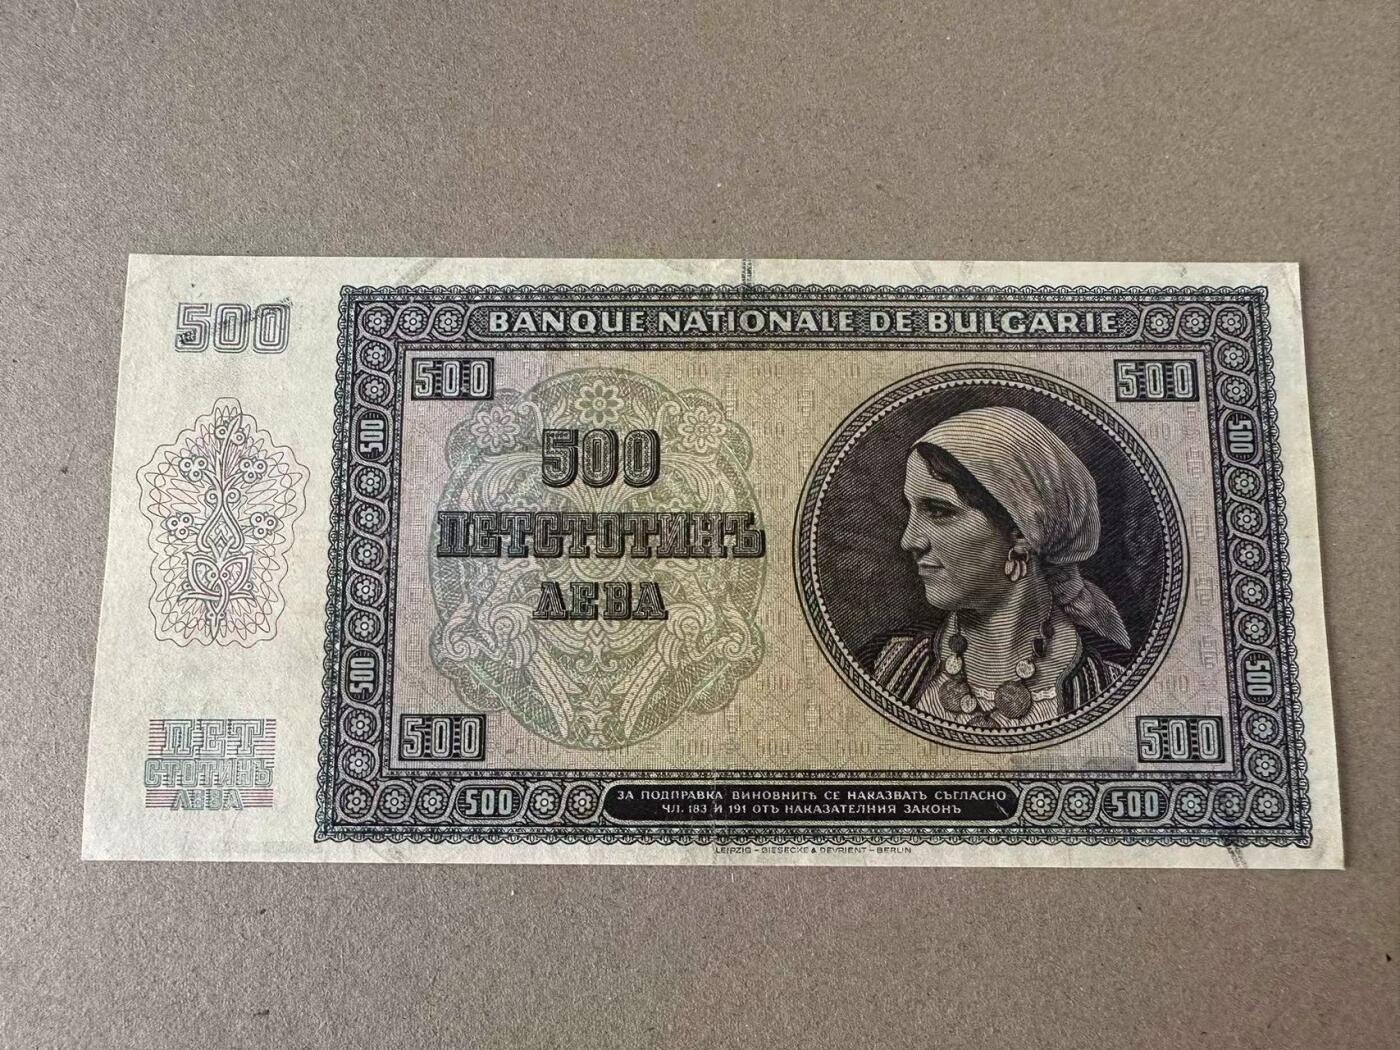 500
BANQUE NATIONALE DE BULGARIE
500
500
500
500
500
500
ПЕТСТОТИНЪ
ЛЕВА
500
500
500
500
ПЕТ
СТОТИНЪ
ЛЕВА
500
ЗА ПОДПРАВКА ВИНОВНИТѢ СЕ НАКАЗВАТЪ СЪГЛАСНО
ЧЛ. 183 И 191 ОТЪ НАКАЗАТЕЛНИЯ ЗАКОНЪ
500
LEIPZIG – GIESECKE & DEVRIENT – BERLIN